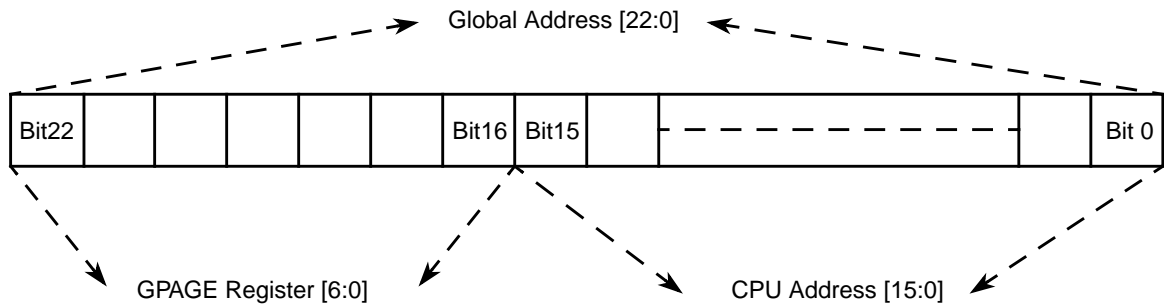 Global Address [22:0]
Bit22 Bit16 Bit15 Bit 0
GPAGE Register [6:0] CPU Address [15:0]